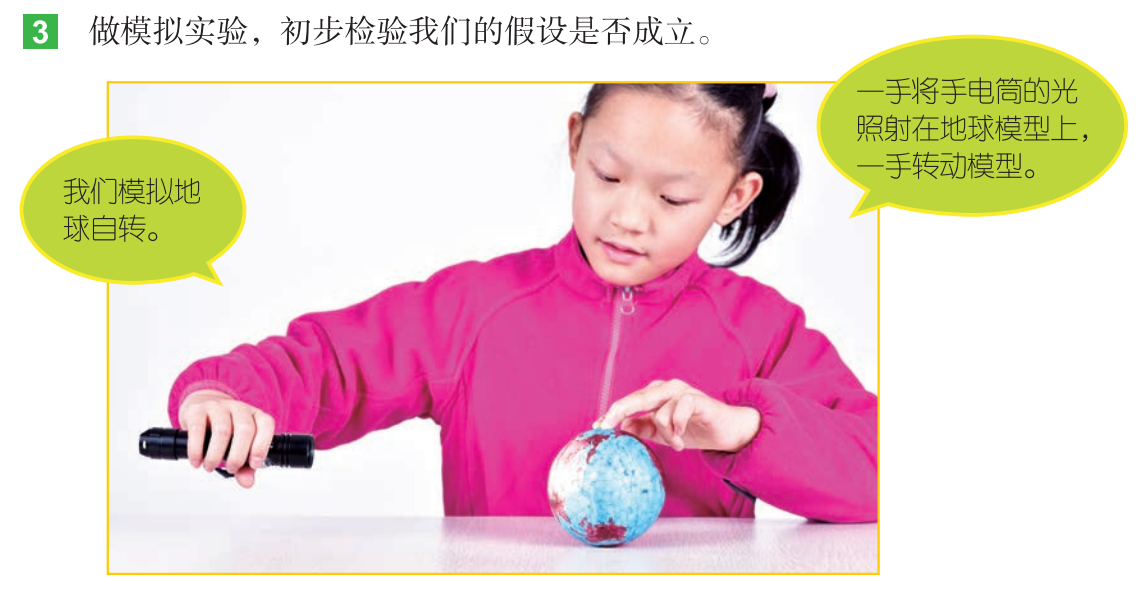 3 做模拟实验，初步检验我们的假设是否成立。
一手将手电筒的光
照射在地球模型上，
一手转动模型。
我们模拟地
球自转。